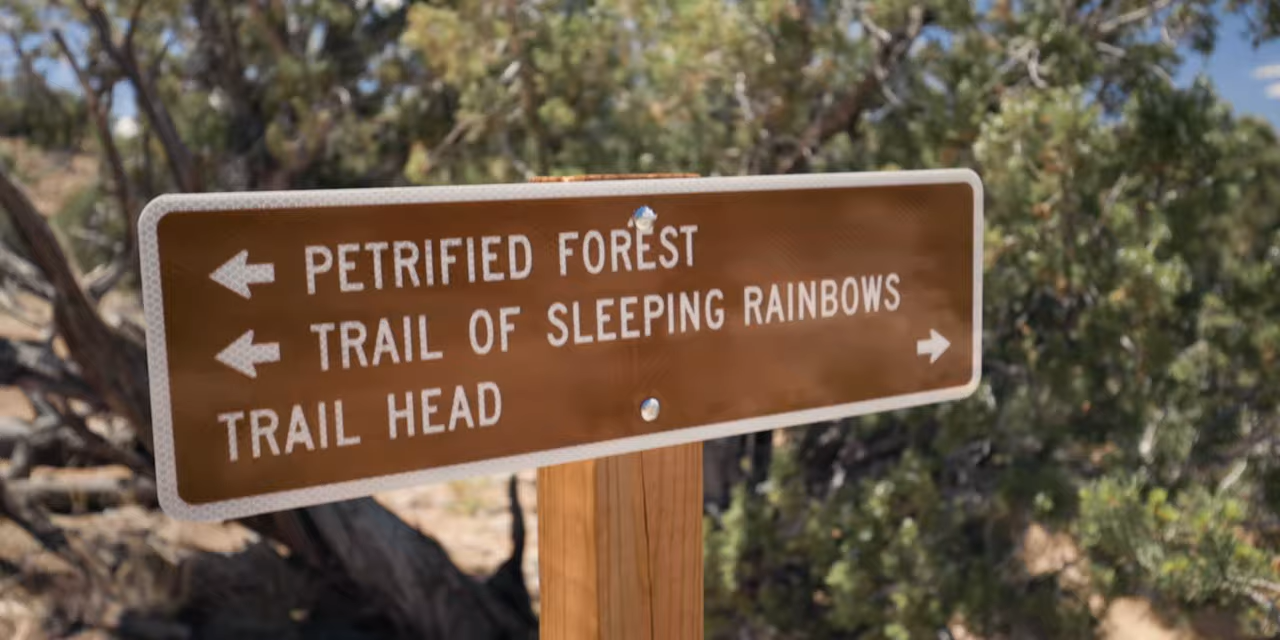 ← PETRIFIED FOREST
← TRAIL OF SLEEPING RAINBOWS
TRAIL HEAD →